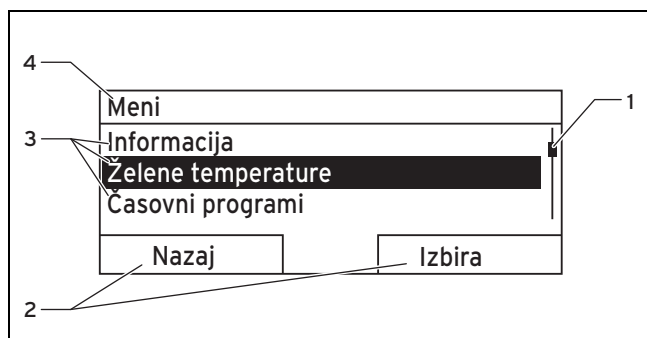 4
Meni
1
3
Informacija
Želene temperature
Časovni programi
Nazaj
Izbira
2